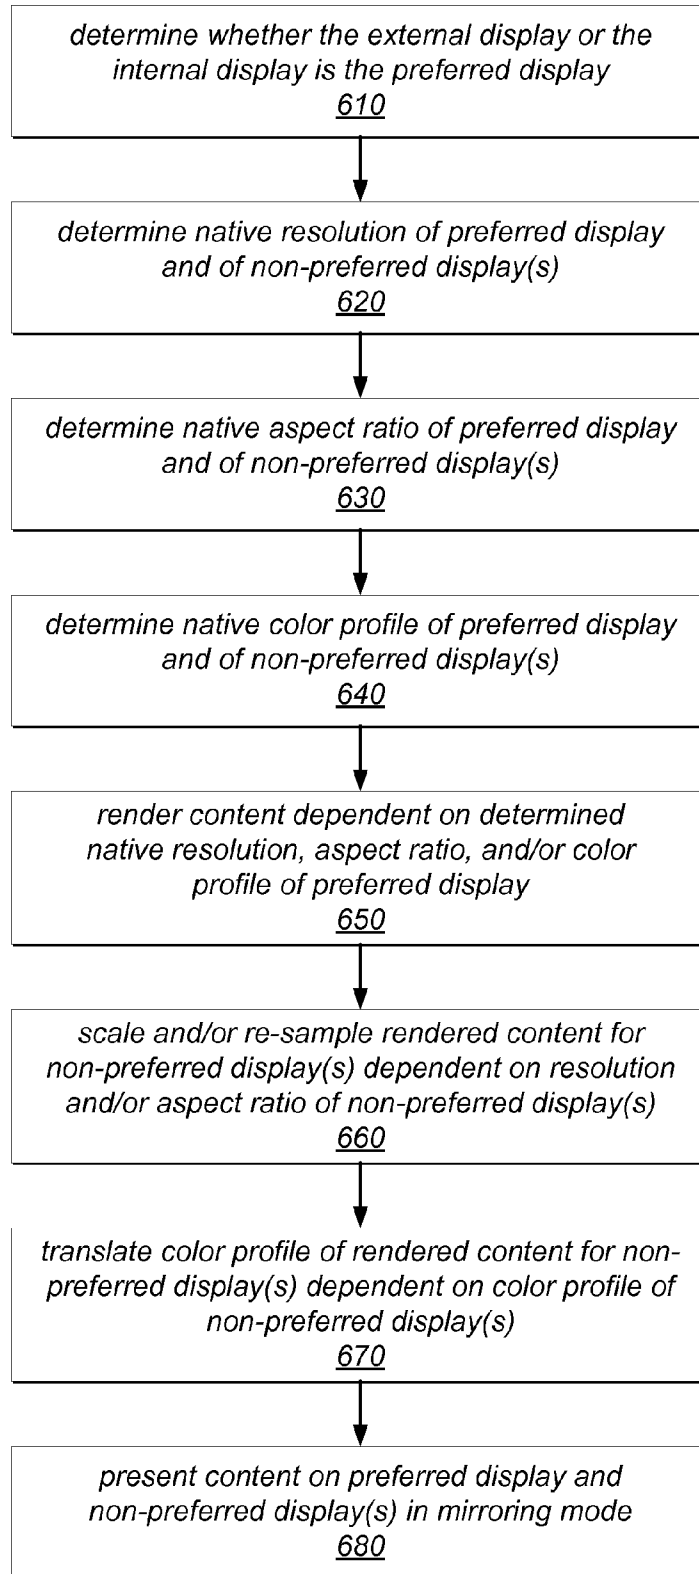 determine whether the external display or the
internal display is the preferred display
610
determine native resolution of preferred display
and of non-preferred display(s)
620
determine native aspect ratio of preferred display
and of non-preferred display(s)
630
determine native color profile of preferred display
and of non-preferred display(s)
640
render content dependent on determined
native resolution, aspect ratio, and/or color
profile of preferred display
650
scale and/or re-sample rendered content for
non-preferred display(s) dependent on resolution
and/or aspect ratio of non-preferred display(s)
660
translate color profile of rendered content for non-
preferred display(s) dependent on color profile of
non-preferred display(s)
670
present content on preferred display and
non-preferred display(s) in mirroring mode
680